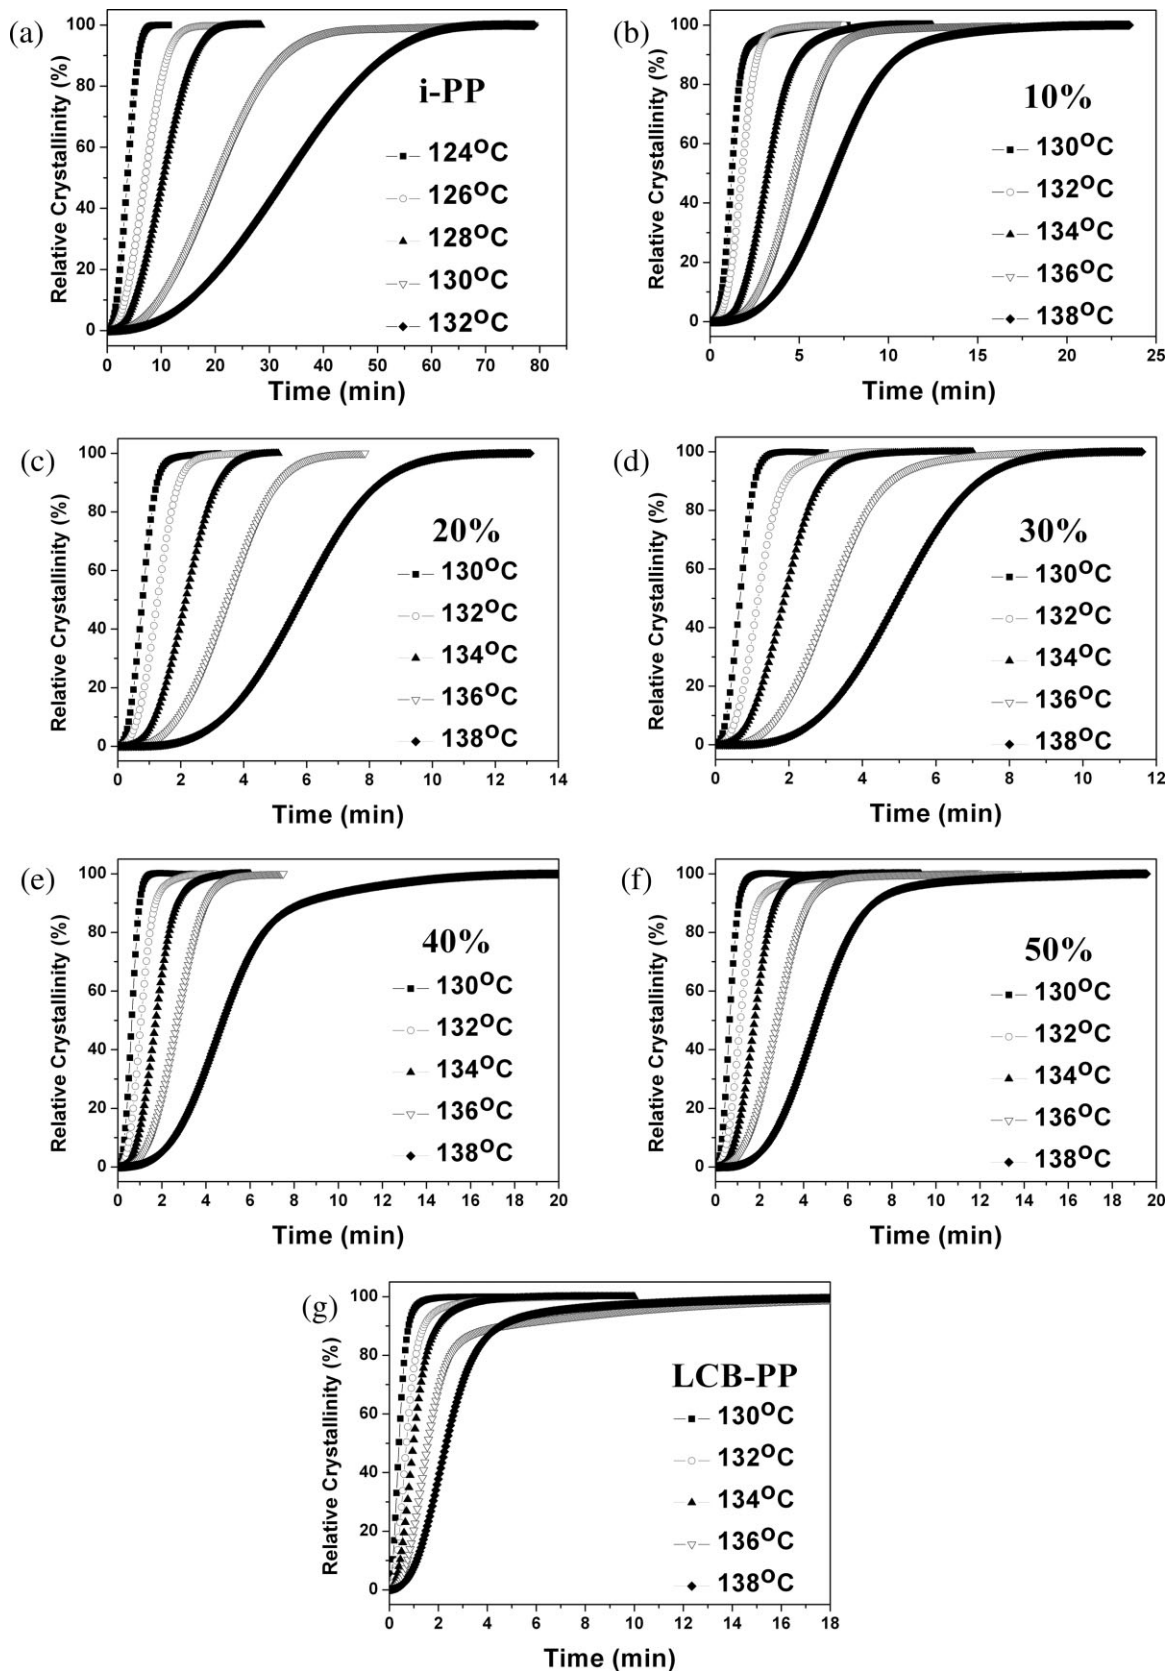 (a)
Relative Crystallinity (%)
100
80
60
40
20
0
i-PP
124°C
126°C
128°C
130°C
132°C
0 10 20 30 40 50 60 70 80
Time (min)
(b)
Relative Crystallinity (%)
100
80
60
40
20
0
10%
130°C
132°C
134°C
136°C
138°C
0 5 10 15 20 25
Time (min)
(c)
Relative Crystallinity (%)
100
80
60
40
20
0
20%
130°C
132°C
134°C
136°C
138°C
0 2 4 6 8 10 12 14
Time (min)
(d)
Relative Crystallinity (%)
100
80
60
40
20
0
30%
130°C
132°C
134°C
136°C
138°C
0 2 4 6 8 10 12
Time (min)
(e)
Relative Crystallinity (%)
100
80
60
40
20
0
40%
130°C
132°C
134°C
136°C
138°C
0 2 4 6 8 10 12 14 16 18 20
Time (min)
(f)
Relative Crystallinity (%)
100
80
60
40
20
0
50%
130°C
132°C
134°C
136°C
138°C
0 2 4 6 8 10 12 14 16 18 20
Time (min)
(g)
Relative Crystallinity (%)
100
80
60
40
20
0
LCB-PP
130°C
132°C
134°C
136°C
138°C
0 2 4 6 8 10 12 14 16 18
Time (min)